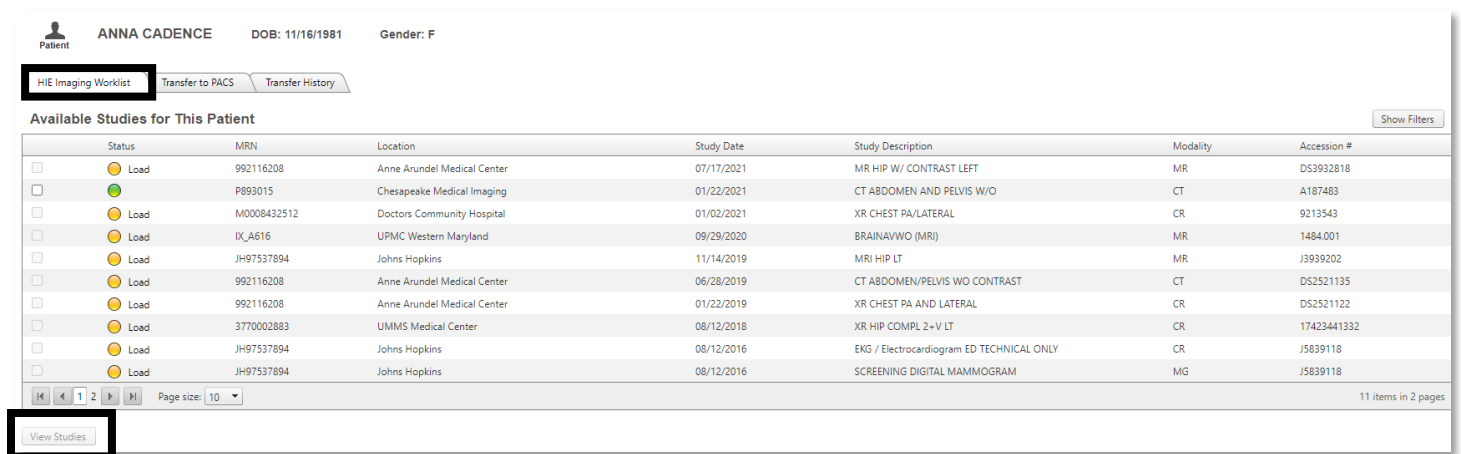 ANNA CADENCE DOB: 11/16/1981 Gender: F
Patient
HIE Imaging Worklist Transfer to PACS Transfer History
Available Studies for This Patient Show Filters
Status MRN Location Study Date Study Description Modality Accession #
Load 992116208 Anne Arundel Medical Center 07/17/2021 MR HIP W/ CONTRAST LEFT MR DS3932818
P893015 Chesapeake Medical Imaging 01/22/2021 CT ABDOMEN AND PELVIS W/O CT A187483
Load M0008432512 Doctors Community Hospital 01/02/2021 XR CHEST PA/LATERAL CR 9213543
Load IX_A616 UPMC Western Maryland 09/29/2020 BRAINAVWO (MRI) MR 1484.001
Load JH97537894 Johns Hopkins 11/14/2019 MRI HIP LT MR J3939202
Load 992116208 Anne Arundel Medical Center 06/28/2019 CT ABDOMEN/PELVIS WO CONTRAST CT DS2521135
Load 992116208 Anne Arundel Medical Center 01/22/2019 XR CHEST PA AND LATERAL CR DS2521122
Load 3770002883 UMMS Medical Center 08/12/2018 XR HIP COMPL 2+V LT CR 17423441332
Load JH97537894 Johns Hopkins 08/12/2016 EKG / Electrocardiogram ED TECHNICAL ONLY CR J5839118
Load JH97537894 Johns Hopkins 08/12/2016 SCREENING DIGITAL MAMMOGRAM MG J5839118
1 2 Page size: 10 11 items in 2 pages
View Studies